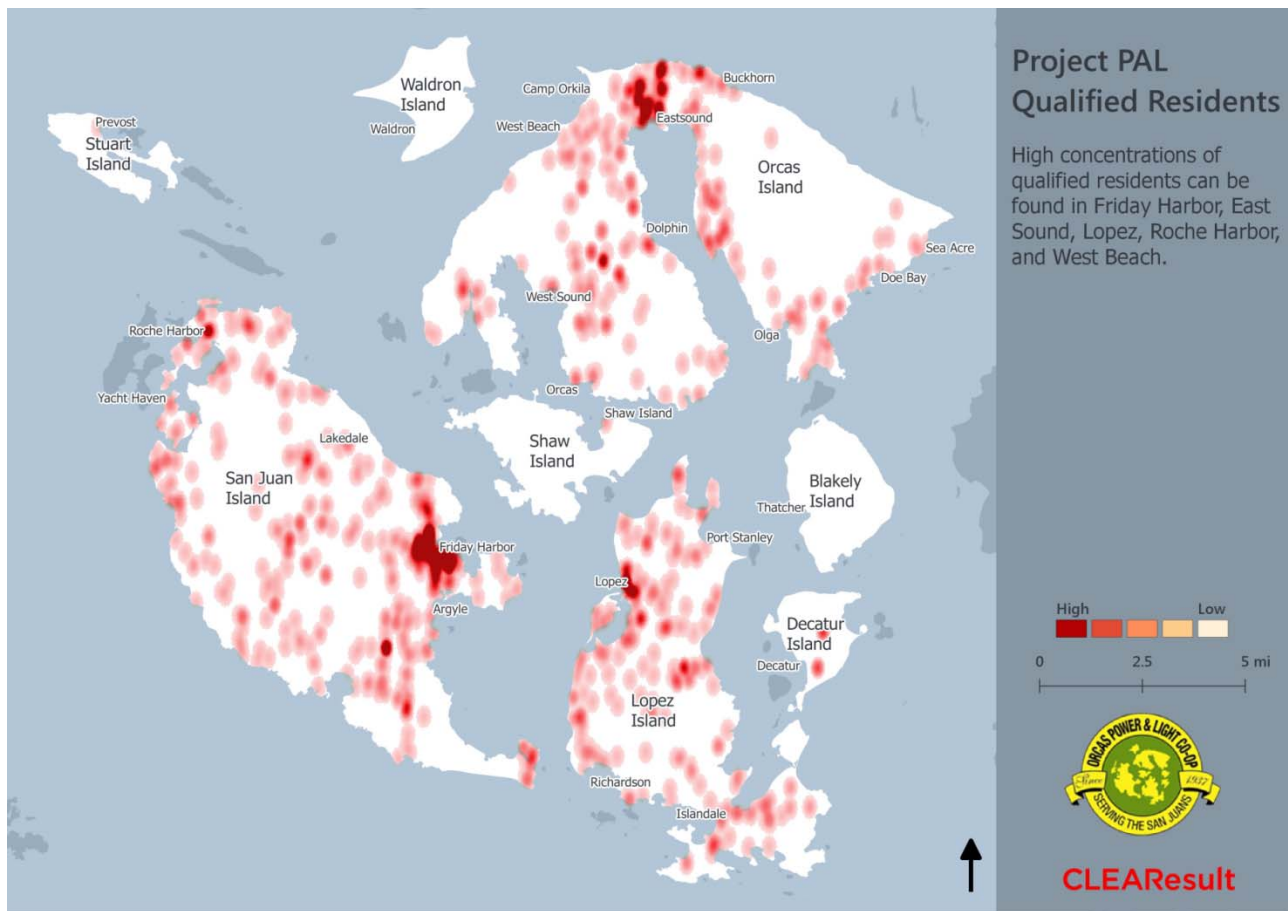 Project PAL
Qualified Residents
High concentrations of
qualified residents can be
found in Friday Harbor, East
Sound, Lopez, Roche Harbor,
and West Beach.
Waldron
Island
Waldron
Prevost
Stuart
Island
Camp Orkila
Buckhorn
West Beach
Eastsound
Orcas
Island
Dolphin
Sea Acre
Doe Bay
West Sound
Olga
Roche Harbor
Orcas
Yacht Haven
Shaw Island
Lakedale
Shaw
Island
San Juan
Island
Blakely
Island
Thatcher
Friday Harbor
Port Stanley
Lopez
Argyle
Decatur
Island
Decatur
Lopez
Island
Richardson
Islandale
High Low
0 2.5 5 mi
ORCAS POWER & LIGHT CO-OP
Since 1937
SERVING THE SAN JUANS
CLEAResult